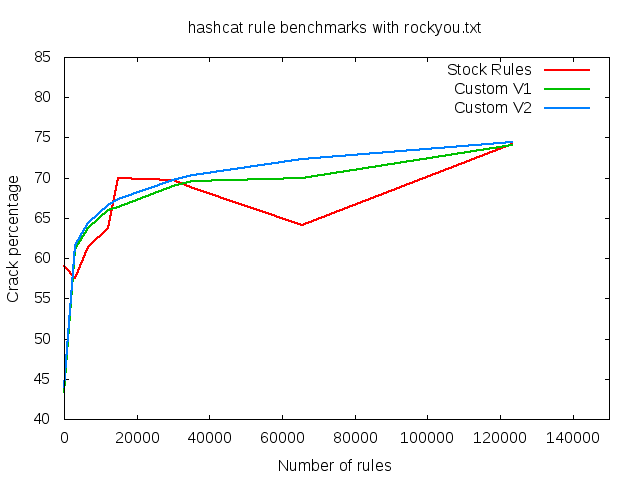 hashcat rule benchmarks with rockyou.txt
Stock Rules
Custom V1
Custom V2
85
80
75
70
65
60
55
50
45
40
Crack percentage
0 20000 40000 60000 80000 100000 120000 140000
Number of rules